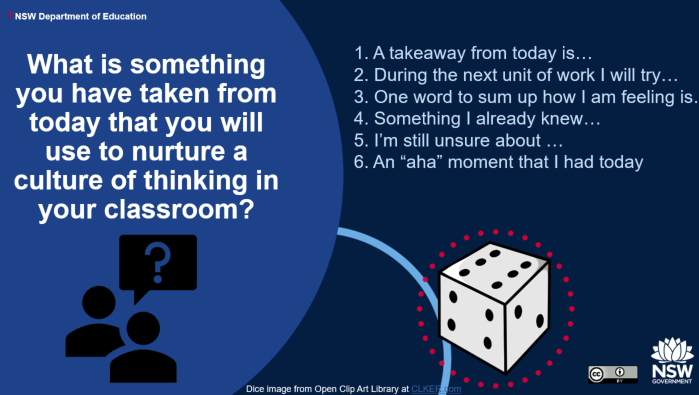 NSW Department of Education
What is something
you have taken from
today that you will
use to nurture a
culture of thinking in
your classroom?
1. A takeaway from today is…
2. During the next unit of work I will try…
3. One word to sum up how I am feeling is…
4. Something I already knew…
5. I'm still unsure about …
6. An “aha” moment that I had today
?
Dice image from Open Clip Art Library at CLKER.com
cc
BY
NSW
GOVERNMENT